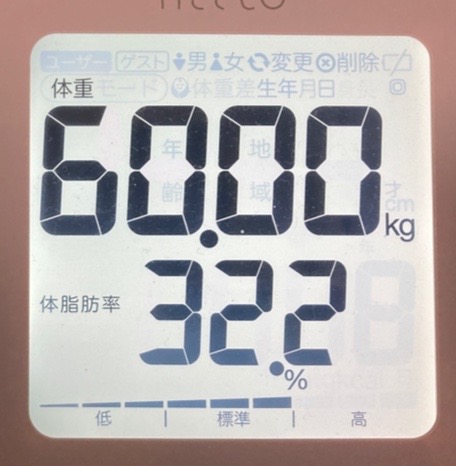 ユーザー ゲスト 男 女 変更 削除
モード 体重差 生年月日
体重
年 地
60.00 kg
齢 域 才
cm
体脂肪率 32.2 %
低 標準 高